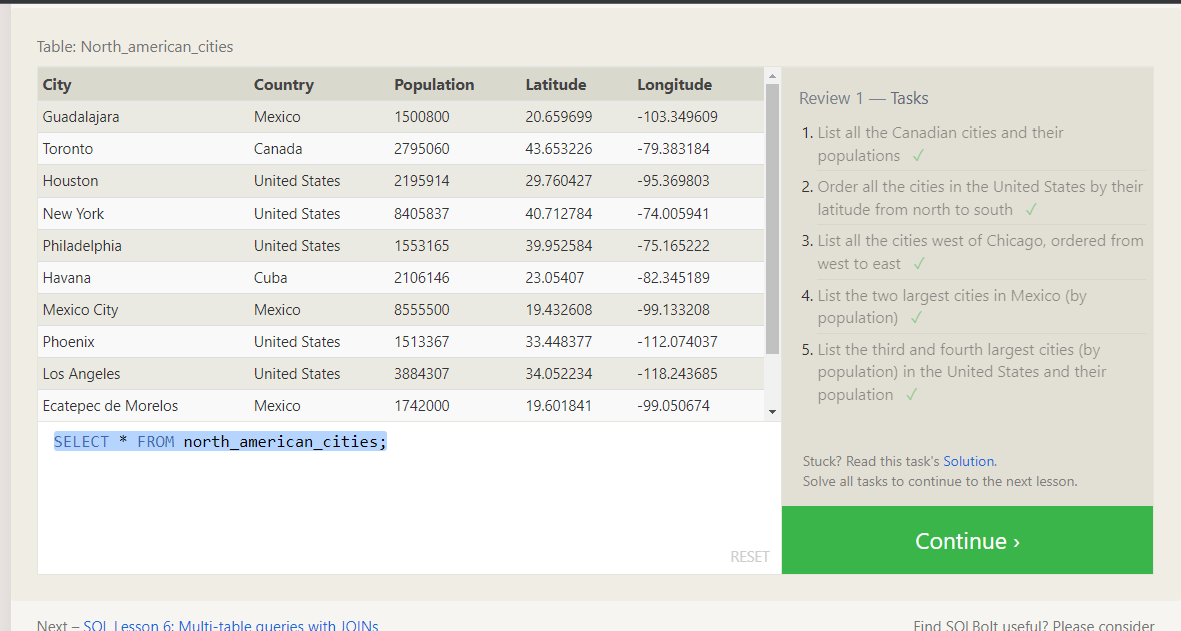 Table: North_american_cities
City Country Population Latitude Longitude
Guadalajara Mexico 1500800 20.659699 -103.349609
Toronto Canada 2795060 43.653226 -79.383184
Houston United States 2195914 29.760427 -95.369803
New York United States 8405837 40.712784 -74.005941
Philadelphia United States 1553165 39.952584 -75.165222
Havana Cuba 2106146 23.05407 -82.345189
Mexico City Mexico 8555500 19.432608 -99.133208
Phoenix United States 1513367 33.448377 -112.074037
Los Angeles United States 3884307 34.052234 -118.243685
Ecatepec de Morelos Mexico 1742000 19.601841 -99.050674
SELECT * FROM north_american_cities;
RESET
Review 1 — Tasks
1. List all the Canadian cities and their
populations ✓
2. Order all the cities in the United States by their
latitude from north to south ✓
3. List all the cities west of Chicago, ordered from
west to east ✓
4. List the two largest cities in Mexico (by
population) ✓
5. List the third and fourth largest cities (by
population) in the United States and their
population ✓
Stuck? Read this task's Solution.
Solve all tasks to continue to the next lesson.
Continue ›
Next – SQL Lesson 6: Multi-table queries with JOINs
Find SQLBolt useful? Please consider